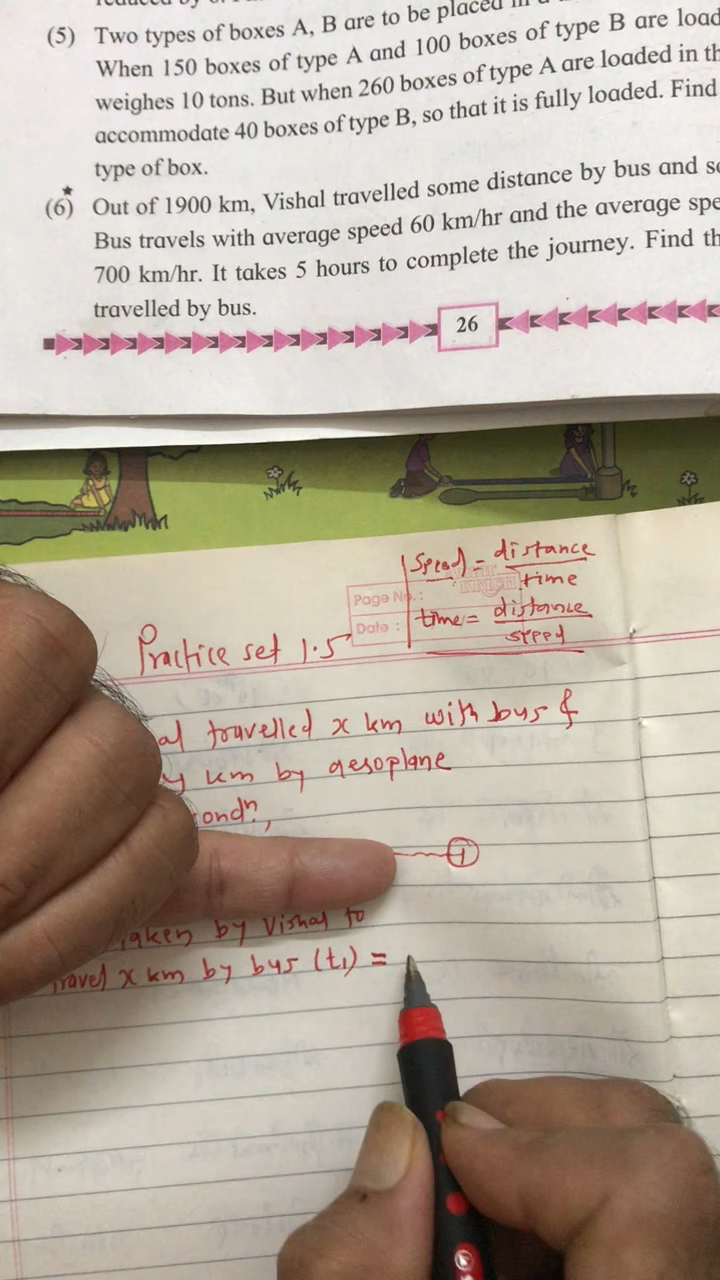 (5) Two types of boxes A, B are to be placed in a
When 150 boxes of type A and 100 boxes of type B are load
weighes 10 tons. But when 260 boxes of type A are loaded in th
accommodate 40 boxes of type B, so that it is fully loaded. Find
type of box.
(6)* Out of 1900 km, Vishal travelled some distance by bus and so
Bus travels with average speed 60 km/hr and the average spe
700 km/hr. It takes 5 hours to complete the journey. Find th
travelled by bus.
26
Speed = distance / time
Page No.:
Date:
time = distance / speed
Practice set 1.5
al travelled x km with bus &
y km by aesoplane
ondn,
1
aken by Vishal to
ravel x km by bus (t1) =